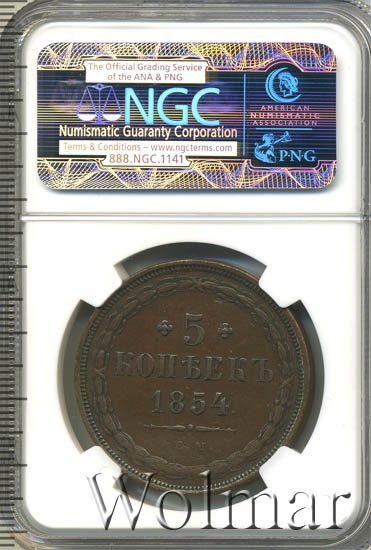 The Official Grading Service
of the ANA & PNG
NGC
Numismatic Guaranty Corporation
Terms & Conditions – www.ngcterms.com
888.NGC.1141
AMERICAN
NUMISMATIC
ASSOCIATION
PNG
5
КОПѢЕКЪ
1854
Е.М.
Wolmar